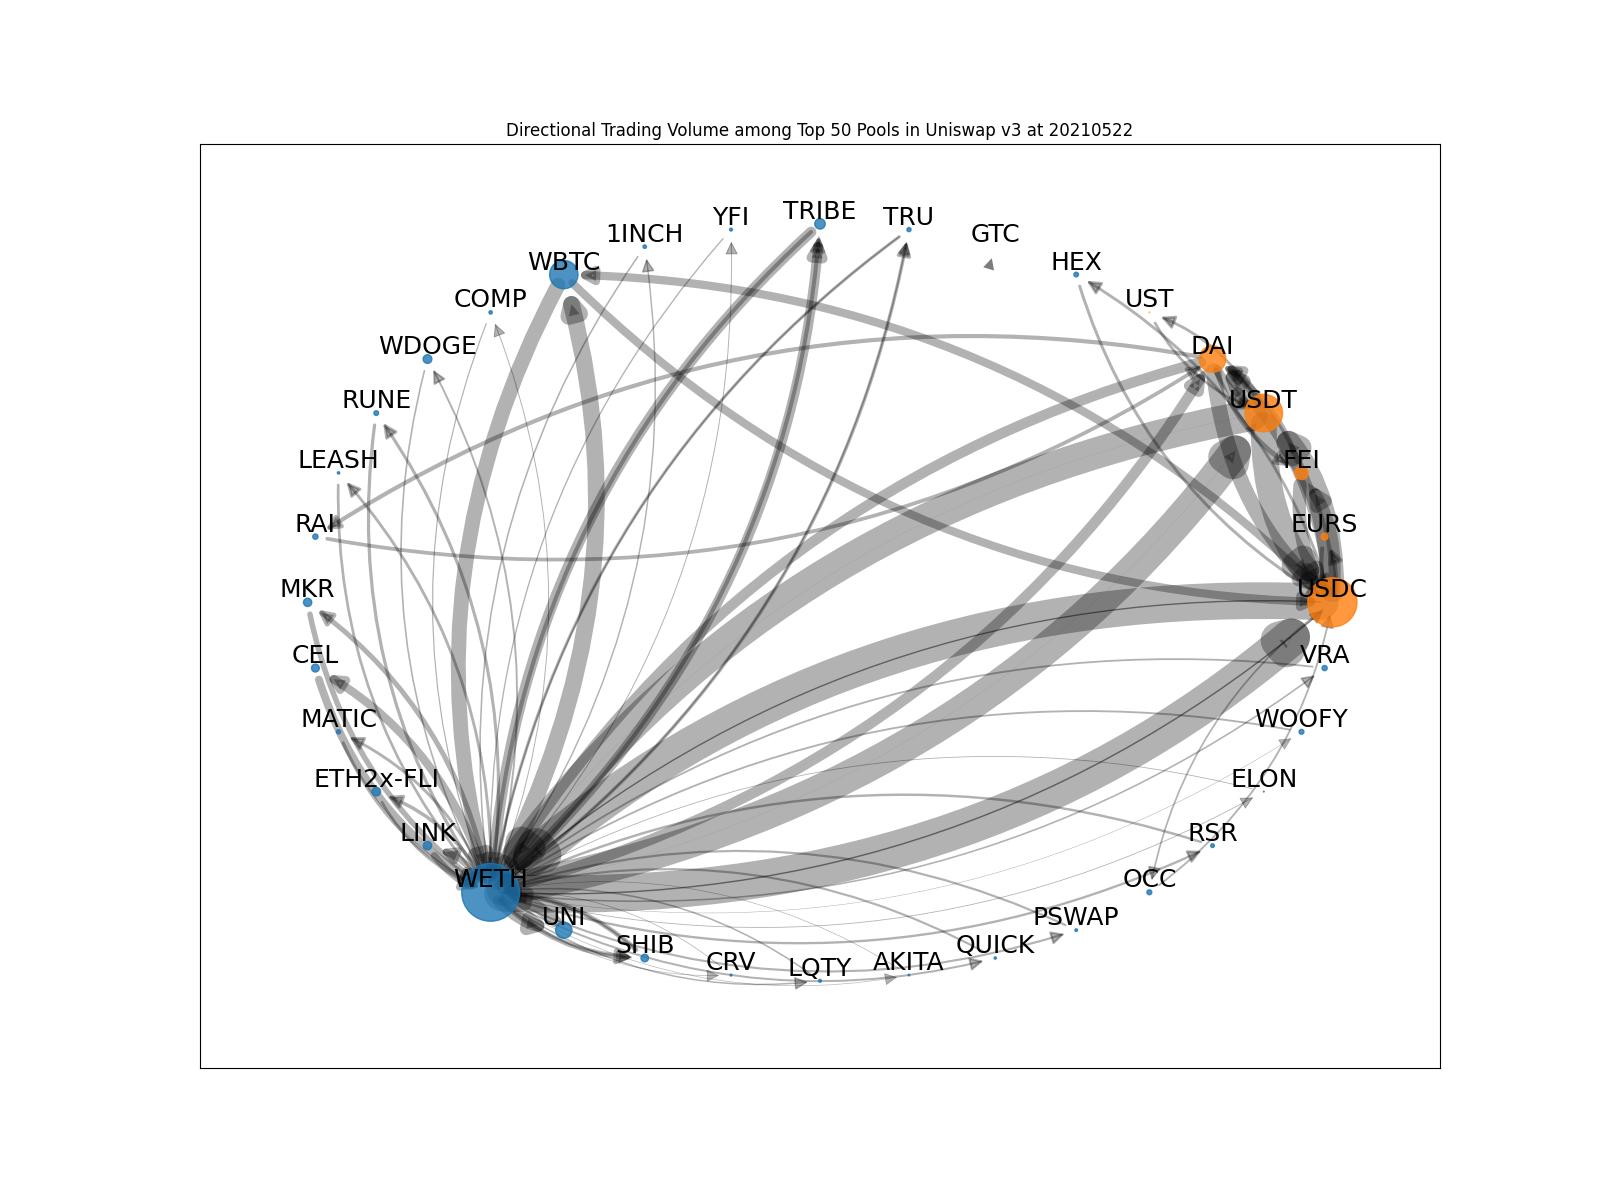 Directional Trading Volume among Top 50 Pools in Uniswap v3 at 20210522
TRIBE
YFI
TRU
1INCH
GTC
WBTC
HEX
COMP
UST
WDOGE
DAI
RUNE
USDT
LEASH
FEI
RAI
EURS
MKR
USDC
CEL
VRA
MATIC
WOOFY
ETH2x-FLI
ELON
LINK
RSR
WETH
OCC
UNI
PSWAP
SHIB
QUICK
CRV
AKITA
LQTY